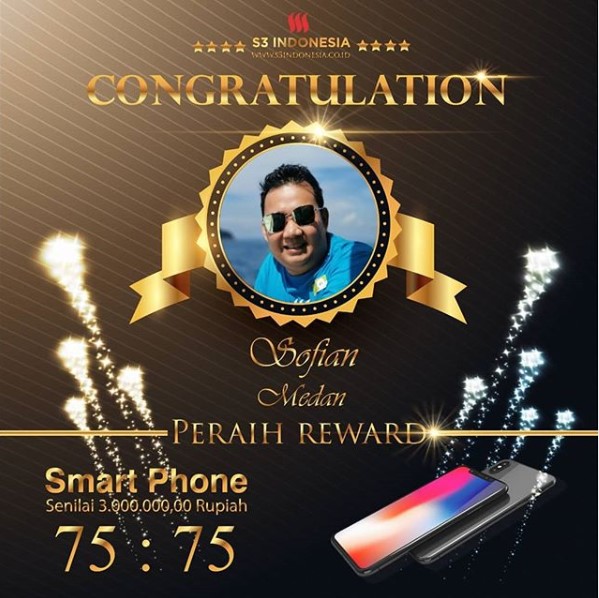 S3 INDONESIA
WWW.S3INDONESIA.CO.ID
CONGRATULATION
Sofian
Medan
PERAIH REWARD
Smart Phone
Senilai 3.000.000,00 Rupiah
75 : 75